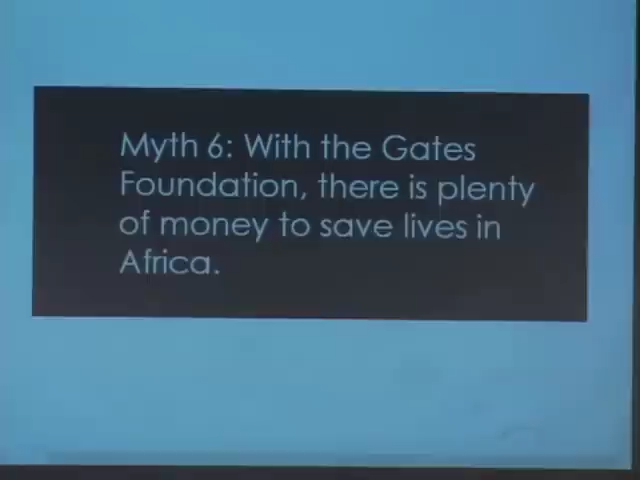 Myth 6: With the Gates
Foundation, there is plenty
of money to save lives in
Africa.